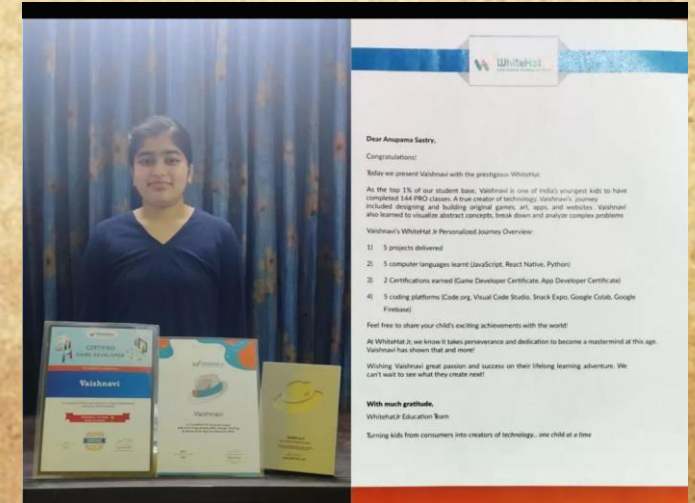 CERTIFIED
GAME DEVELOPER
Vaishnavi
Vaishnavi
WhiteHat
Dear Anupama Sastry,
Congratulations!
Today we present Vaishnavi with the prestigious WhiteHat.
As the top 1% of our student base, Vaishnavi is one of India's youngest kids to have
completed 144 PRO classes. A true creator of technology, Vaishnavi's journey
included designing and building original games, art, apps, and websites. Vaishnavi
also learned to visualize abstract concepts, break down and analyze complex problems
Vaishnavi's WhiteHat Jr Personalized Journey Overview:
1) 5 projects delivered
2) 5 computer languages learnt (JavaScript, React Native, Python)
3) 2 Certifications earned (Game Developer Certificate, App Developer Certificate)
4) 5 coding platforms (Code.org, Visual Code Studio, Snack Expo, Google Colab, Google
Firebase)
Feel free to share your child's exciting achievements with the world!
At WhiteHat Jr, we know it takes perseverance and dedication to become a mastermind at this age.
Vaishnavi has shown that and more!
Wishing Vaishnavi great passion and success on their lifelong learning adventure. We
can't wait to see what they create next!
With much gratitude,
WhitehatJr Education Team
Turning kids from consumers into creators of technology... one child at a time